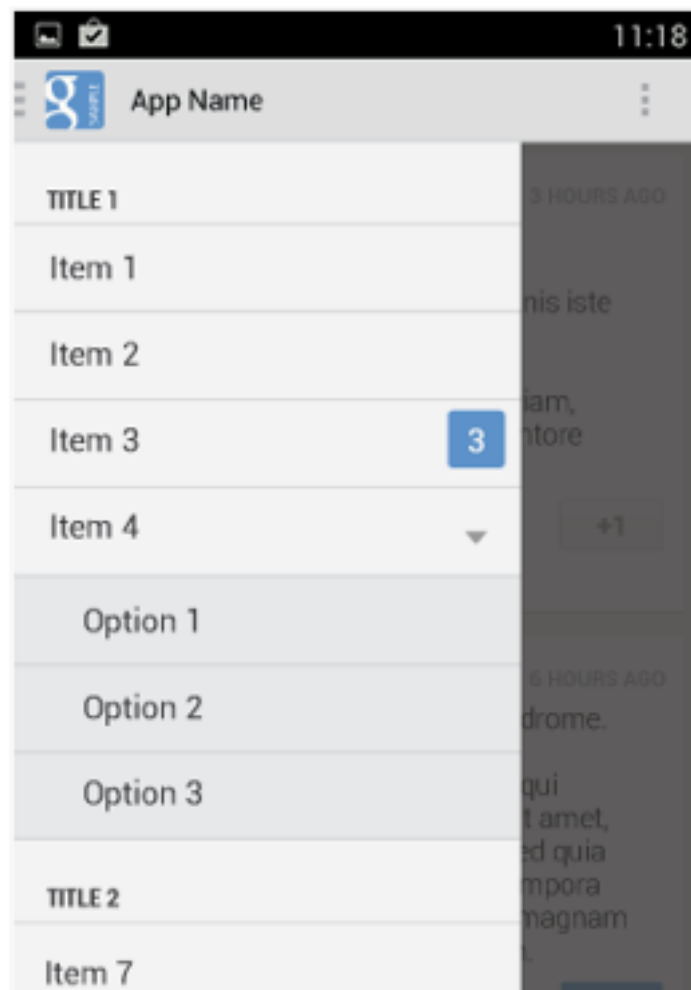 11:18
g SAMPLE App Name
TITLE 1
3 HOURS AGO
Item 1
nis iste
Item 2
iam,
Item 3 3
ntore
Item 4
+1
Option 1
6 HOURS AGO
Option 2
drome.
qui
Option 3
t amet,
ed quia
TITLE 2
mpora
magnam
Item 7